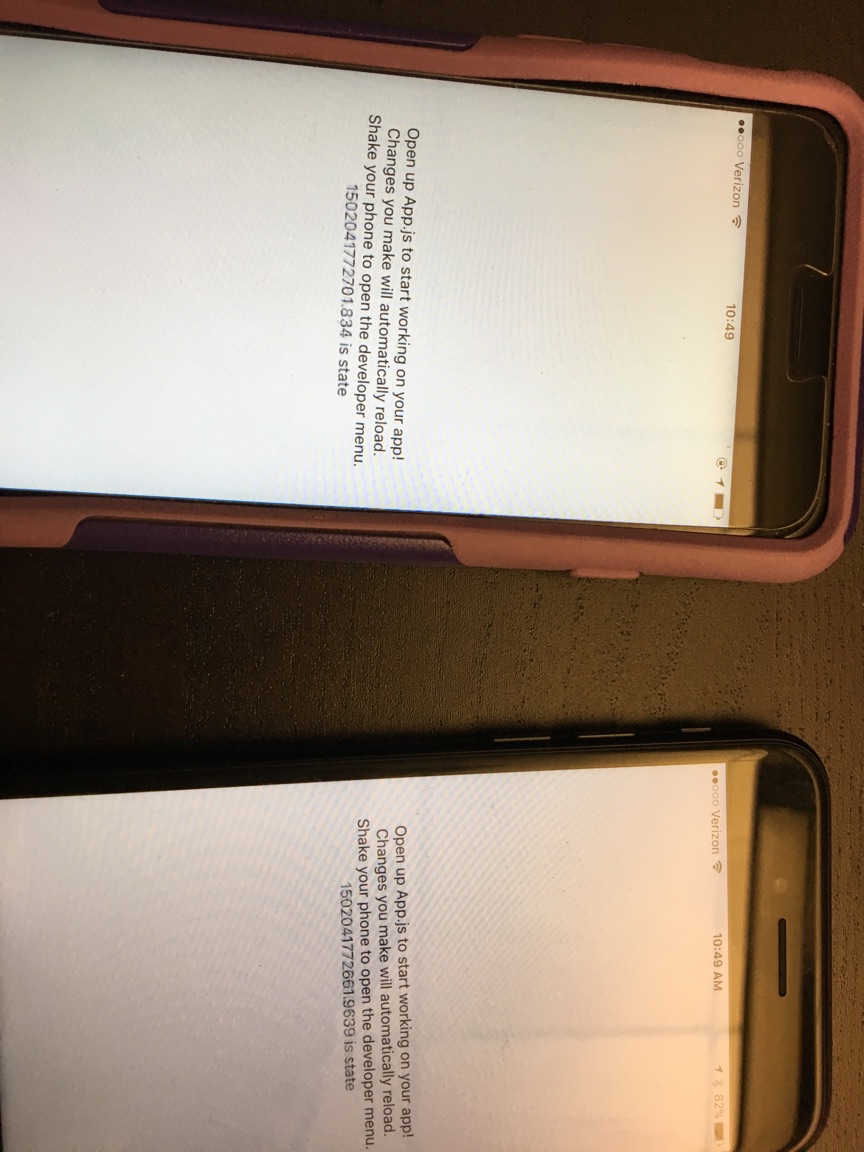 ●●○○○ Verizon
10:49
Open up App.js to start working on your app!
Changes you make will automatically reload.
Shake your phone to open the developer menu.
1502041772701.834 is state
●●○○○ Verizon
10:49 AM
82%
Open up App.js to start working on your app!
Changes you make will automatically reload.
Shake your phone to open the developer menu.
1502041772661.9639 is state